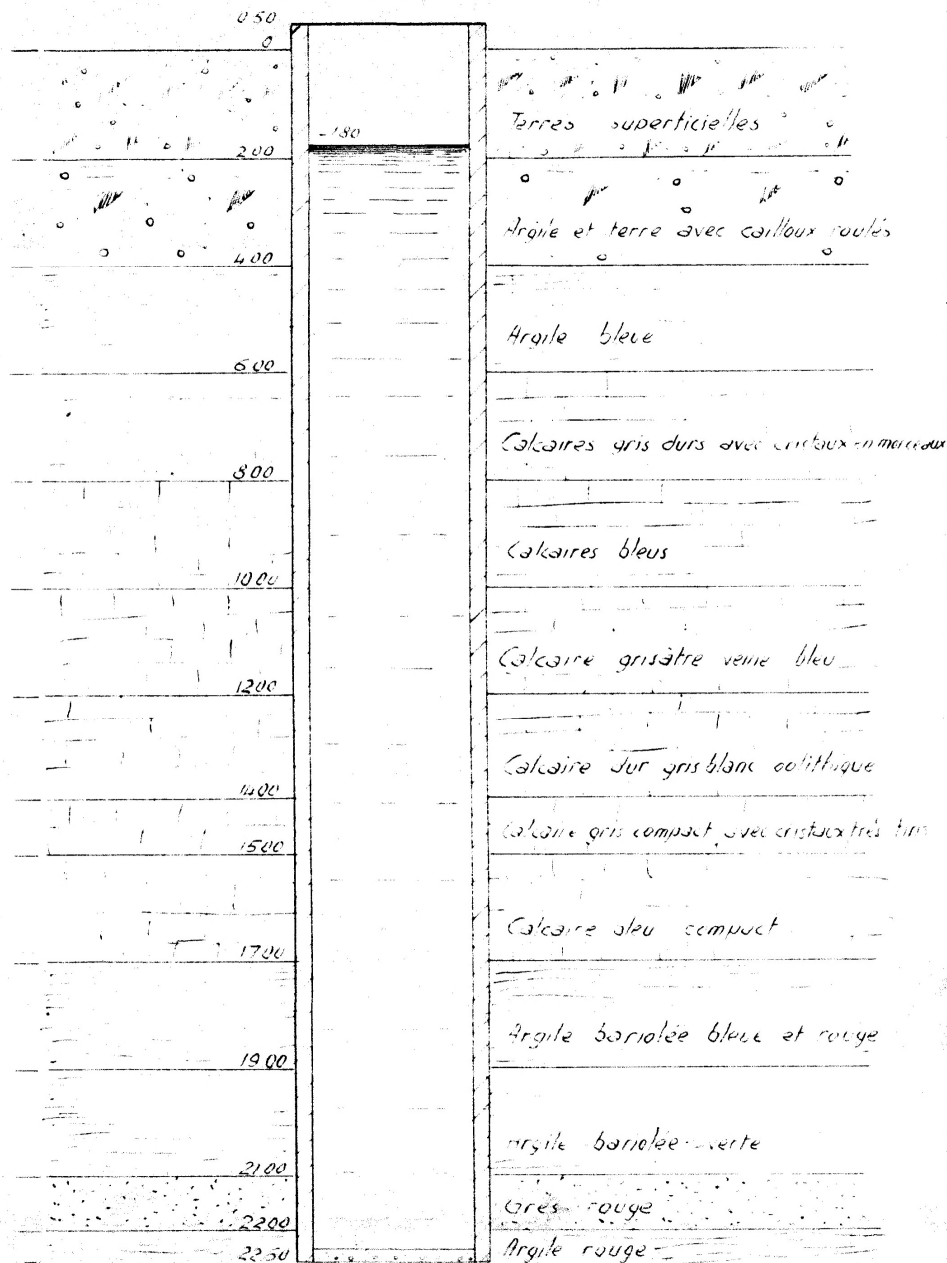 0 50
0
Terres superficielles
-1 80
2 00
Argile et terre avec cailloux roulés
4 00
Argile bleue
6 00
Calcaires gris durs avec cristaux en morceaux
8 00
Calcaires bleus
10 00
Calcaire grisâtre veiné bleu
12 00
Calcaire dur gris blanc oolithique
14 00
Calcaire gris compact avec cristaux très fins
15 00
Calcaire bleu compact
17 00
Argile bariolée bleue et rouge
19 00
Argile bariolée verte
21 00
Grès rouge
22 00
Argile rouge
22 50